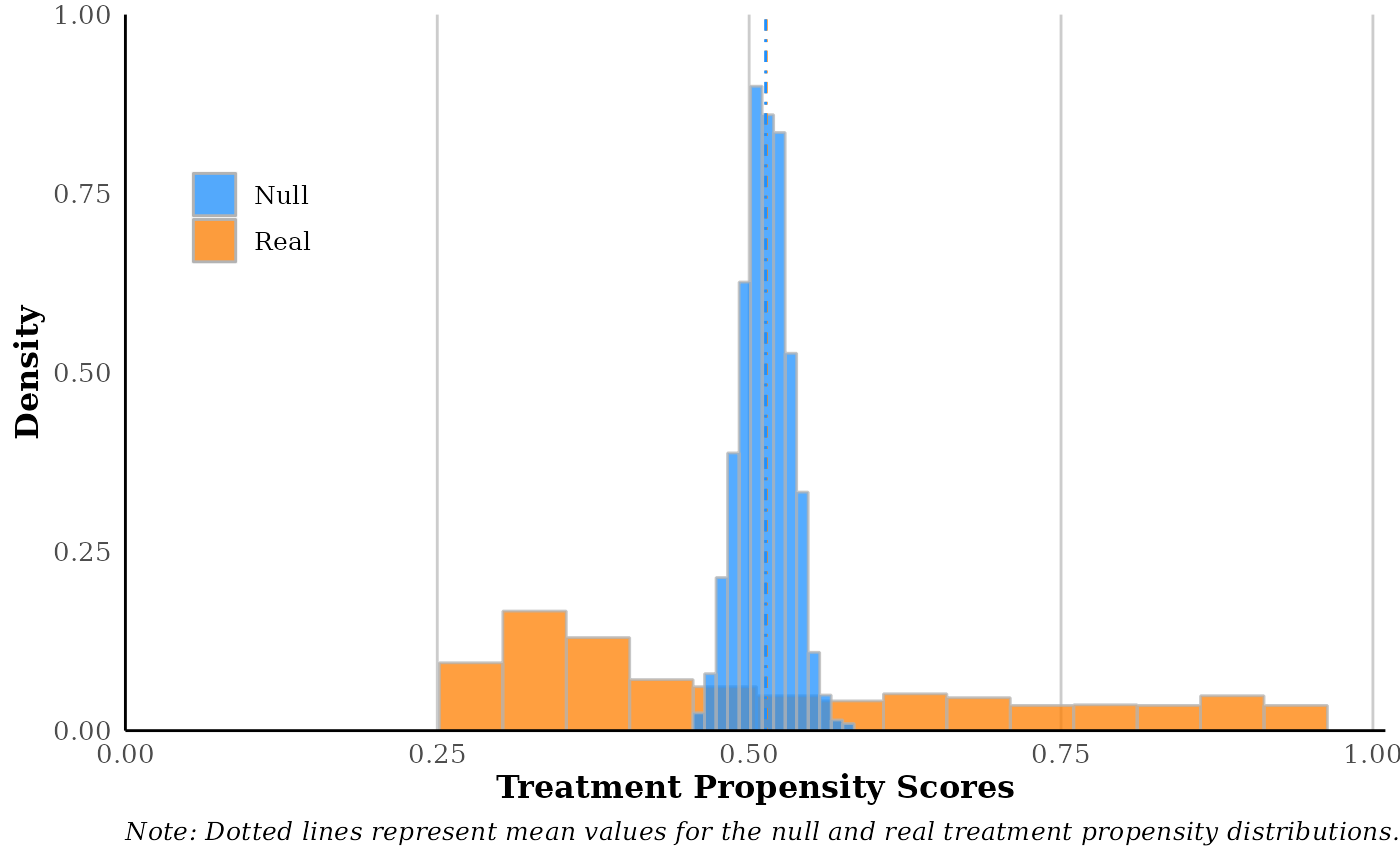 1.00
0.75
0.50
0.25
0.00
Density
Null
Real
0.00 0.25 0.50 0.75 1.00
Treatment Propensity Scores
Note: Dotted lines represent mean values for the null and real treatment propensity distributions.